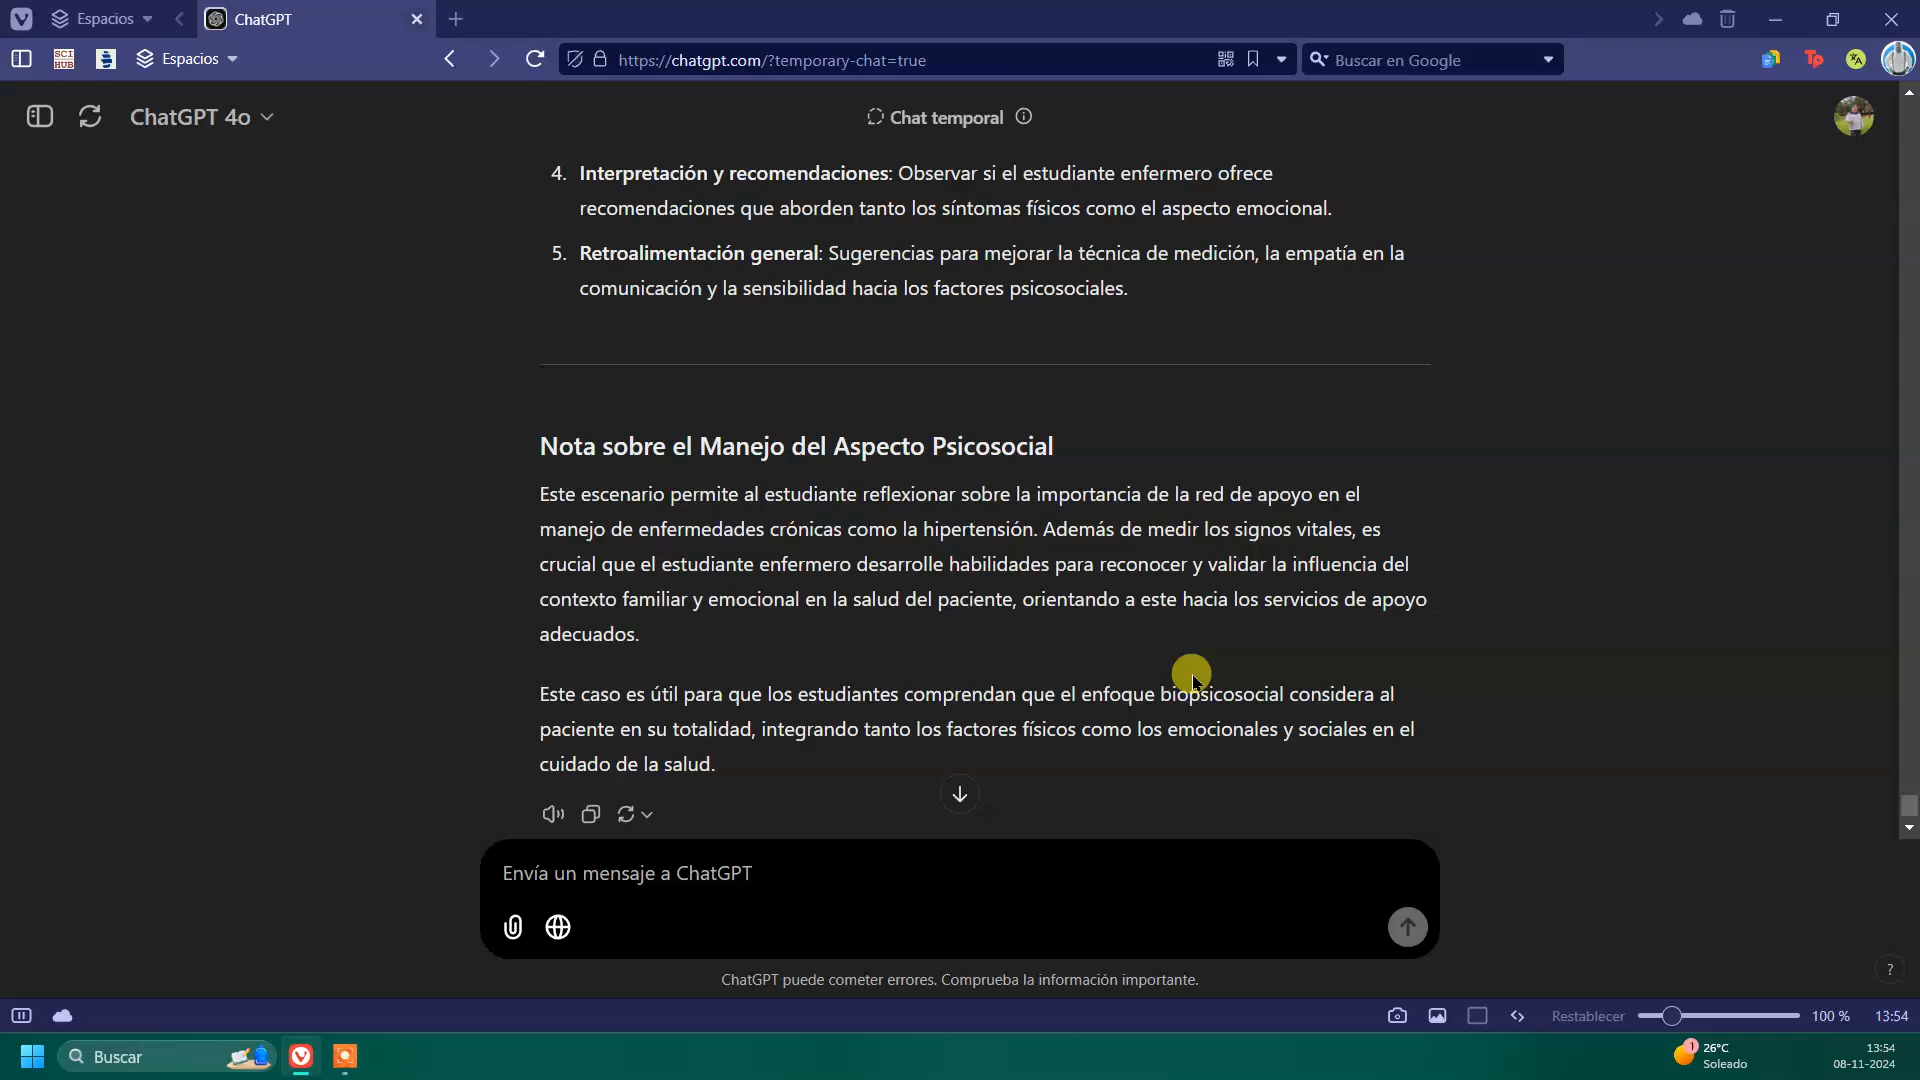 Espacios
ChatGPT
SCI HUB
Espacios
https://chatgpt.com/?temporary-chat=true
Buscar en Google
Tp
ChatGPT 4o
Chat temporal
4. Interpretación y recomendaciones: Observar si el estudiante enfermero ofrece
recomendaciones que aborden tanto los síntomas físicos como el aspecto emocional.
5. Retroalimentación general: Sugerencias para mejorar la técnica de medición, la empatía en la
comunicación y la sensibilidad hacia los factores psicosociales.
Nota sobre el Manejo del Aspecto Psicosocial
Este escenario permite al estudiante reflexionar sobre la importancia de la red de apoyo en el
manejo de enfermedades crónicas como la hipertensión. Además de medir los signos vitales, es
crucial que el estudiante enfermero desarrolle habilidades para reconocer y validar la influencia del
contexto familiar y emocional en la salud del paciente, orientando a este hacia los servicios de apoyo
adecuados.
Este caso es útil para que los estudiantes comprendan que el enfoque biopsicosocial considera al
paciente en su totalidad, integrando tanto los factores físicos como los emocionales y sociales en el
cuidado de la salud.
Envía un mensaje a ChatGPT
ChatGPT puede cometer errores. Comprueba la información importante.
?
Restablecer
100 %
13:54
Buscar
1
26°C
Soleado
13:54
08-11-2024